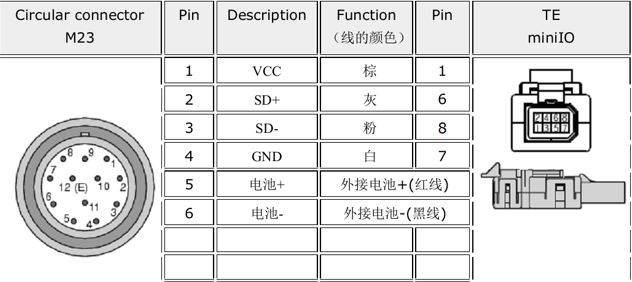 Circular connector Pin Description Function Pin TE
M23 （线的颜色） miniIO
1 VCC 棕 1
2 SD+ 灰 6
3 SD- 粉 8
4 GND 白 7
5 电池+ 外接电池+(红线)
6 电池- 外接电池-(黑线)
8 9 1
7 12 (E) 10 2
6 11 3
5 4
2 4 6 8
1 3 5 7